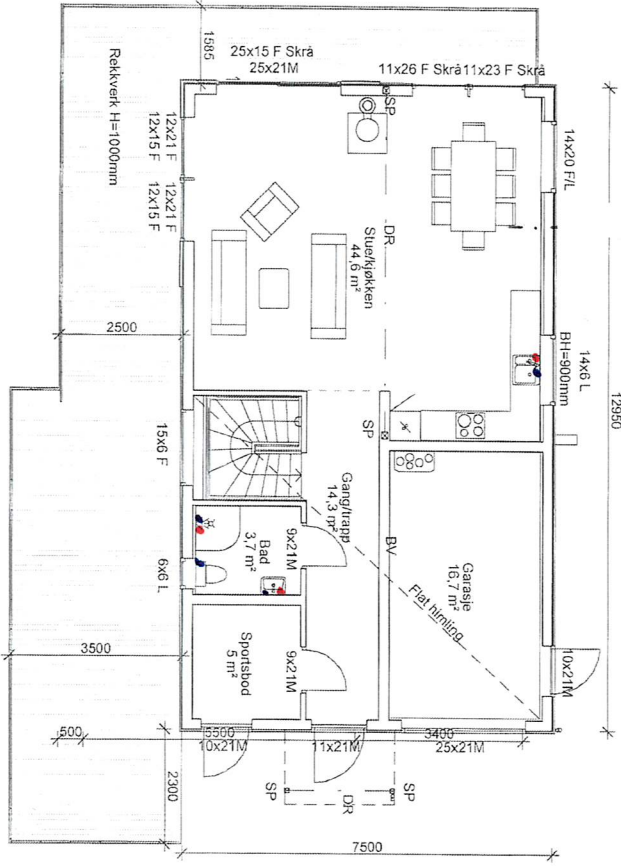 1585
25x15 F Skrå
25x21M
11x26 F Skrå
11x23 F Skrå
Rekkverk H=1000mm
12x21 F
12x15 F
12x21 F
12x15 F
SP
14x20 F/L
DR
Stue/kjøkken
44,6 m²
2500
14x6 L
BH=900mm
12950
15x6 F
SP
Gang/trapp
14,3 m²
9x21M
Bad
3,7 m²
BV
Garasje
16,7 m²
Flat himling
6x6 L
3500
Sportsbod
5 m²
9x21M
10x21M
500
5500
3400
10x21M
11x21M
25x21M
2300
SP
DR
SP
7500